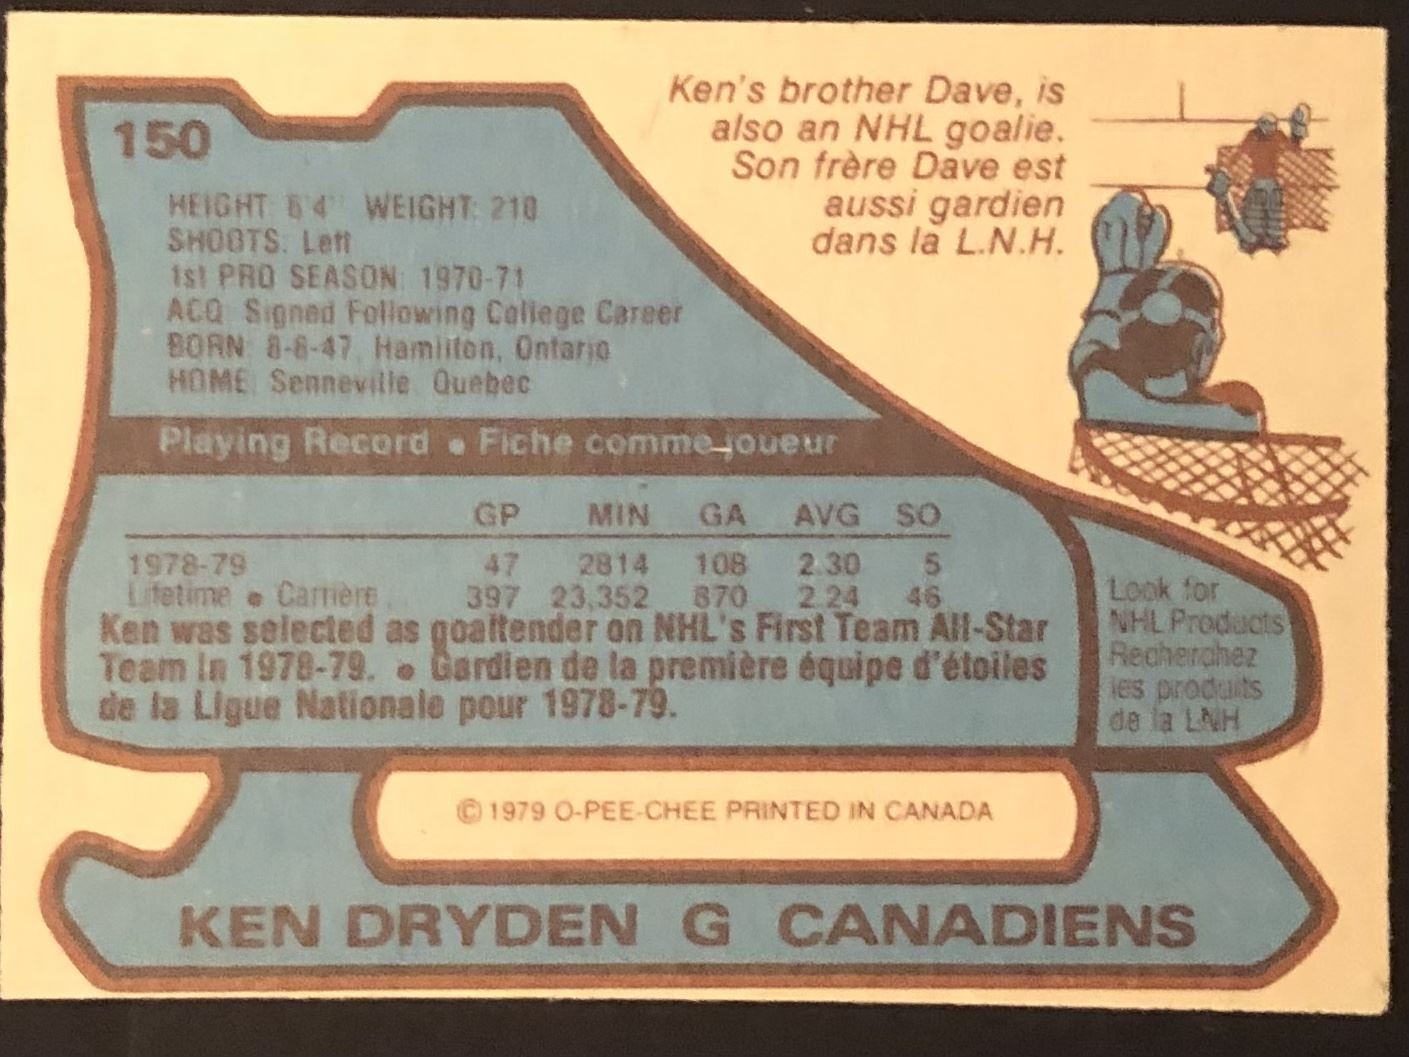 150
Ken's brother Dave, is
also an NHL goalie.
Son frère Dave est
aussi gardien
dans la L.N.H.
HEIGHT: 6'4" WEIGHT: 210
SHOOTS: Left
1st PRO SEASON: 1970-71
ACQ: Signed Following College Career
BORN: 8-8-47, Hamilton, Ontario
HOME: Senneville, Quebec
Playing Record • Fiche comme joueur
GP MIN GA AVG SO
1978-79 47 2814 108 2.30 5
Lifetime • Carrière 397 23,352 870 2.24 46
Ken was selected as goaltender on NHL's First Team All-Star
Team in 1978-79. • Gardien de la première équipe d'étoiles
de la Ligue Nationale pour 1978-79.
Look for
NHL Products
Recherchez
les produits
de la LNH
© 1979 O-PEE-CHEE PRINTED IN CANADA
KEN DRYDEN G CANADIENS